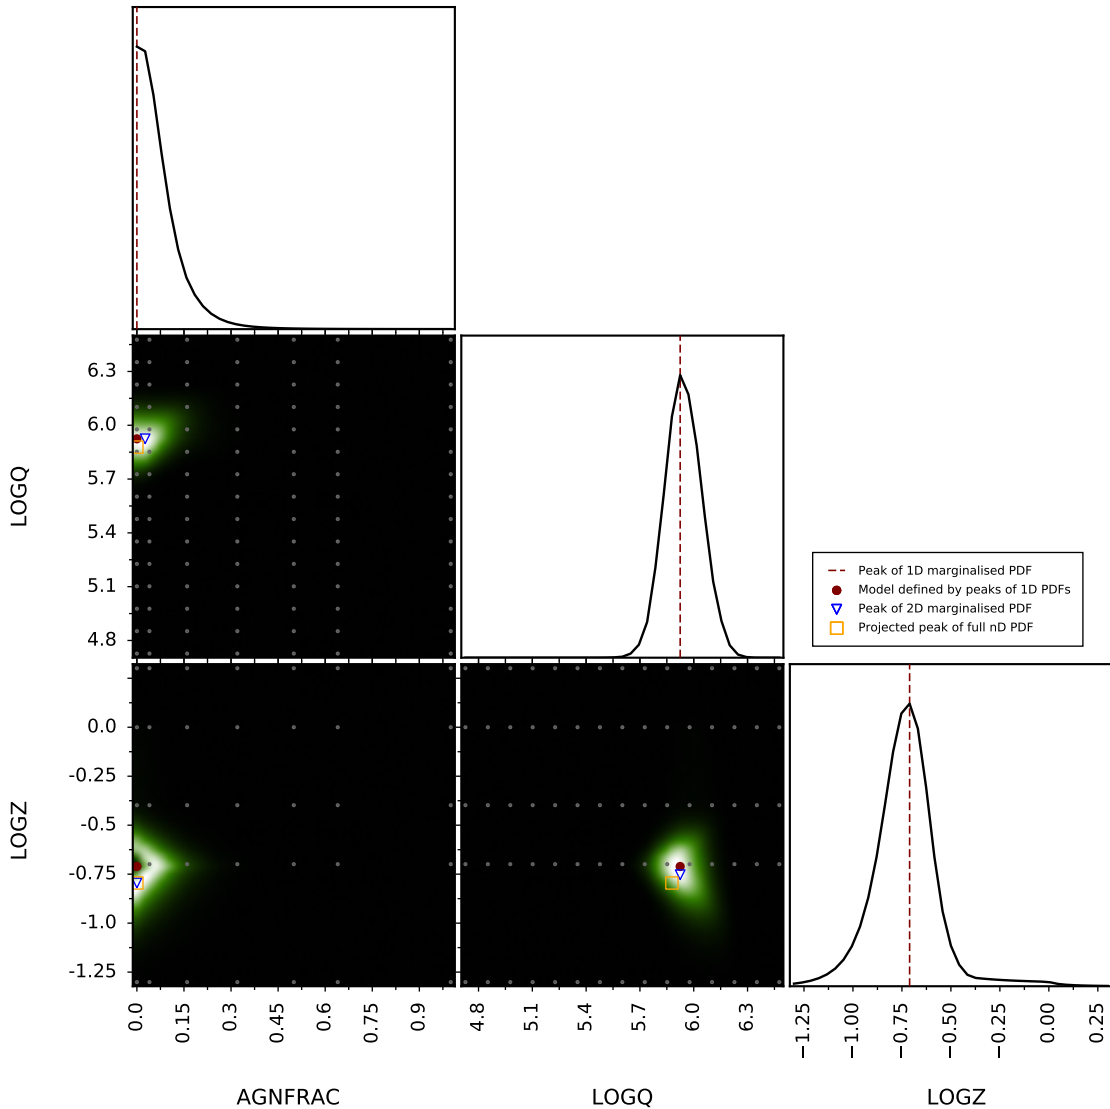 6.3
6.0
5.7
5.4
5.1
4.8
LOGQ
Peak of 1D marginalised PDF
Model defined by peaks of 1D PDFs
Peak of 2D marginalised PDF
Projected peak of full nD PDF
0.0
-0.25
-0.5
-0.75
-1.0
-1.25
LOGZ
0.0 0.15 0.3 0.45 0.6 0.75 0.9
4.8 5.1 5.4 5.7 6.0 6.3
−1.25 −1.00 −0.75 −0.50 −0.25 0.00 0.25
AGNFRAC LOGQ LOGZ